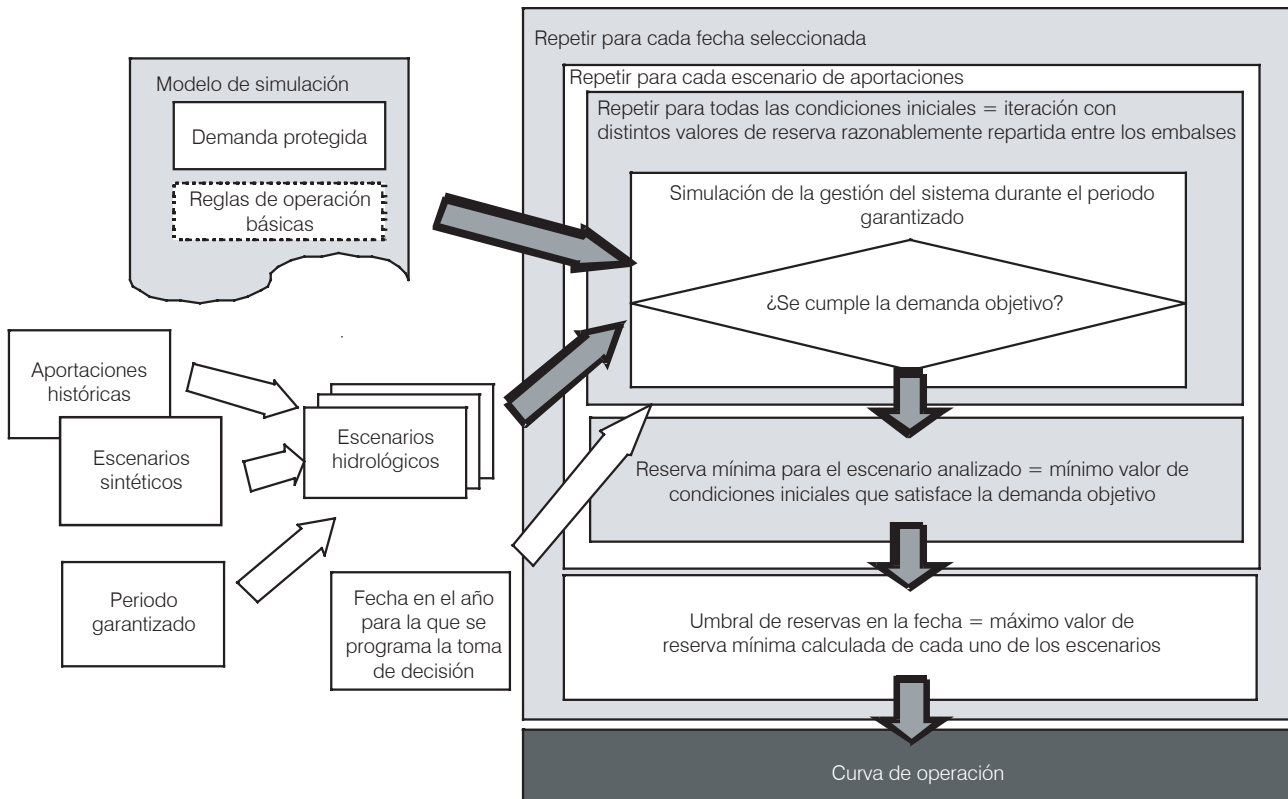 Repetir para cada fecha seleccionada
Repetir para cada escenario de aportaciones
Repetir para todas las condiciones iniciales = iteración con
distintos valores de reserva razonablemente repartida entre los embalses
Modelo de simulación
Demanda protegida
Reglas de operación
básicas
Simulación de la gestión del sistema durante el periodo
garantizado
¿Se cumple la demanda objetivo?
Aportaciones
históricas
Escenarios
sintéticos
Escenarios
hidrológicos
Periodo
garantizado
Fecha en el año
para la que se
programa la toma
de decisión
Reserva mínima para el escenario analizado = mínimo valor de
condiciones iniciales que satisface la demanda objetivo
Umbral de reservas en la fecha = máximo valor de
reserva mínima calculada de cada uno de los escenarios
Curva de operación